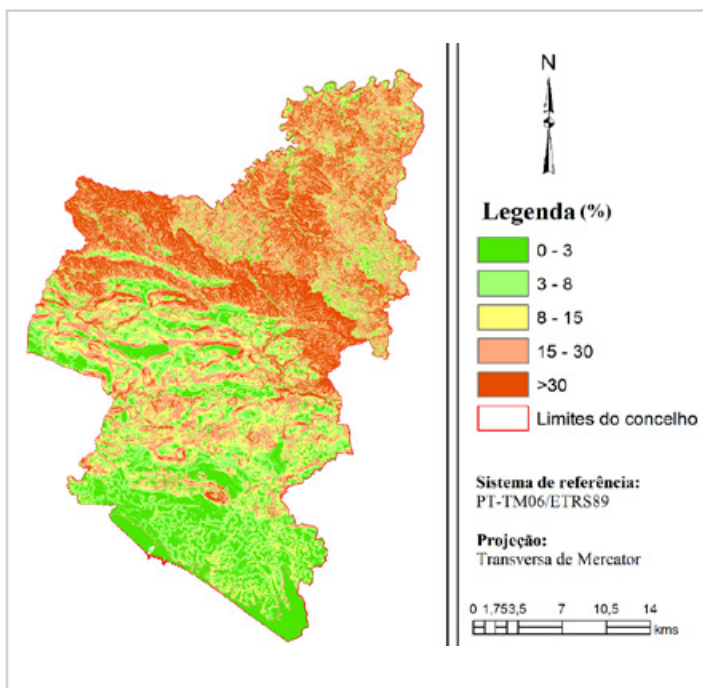 N
Legenda (%)
0 - 3
3 - 8
8 - 15
15 - 30
>30
Limites do concelho
Sistema de referência:
PT-TM06/ETRS89
Projeção:
Transversa de Mercator
0 1,753,5 7 10,5 14
kms